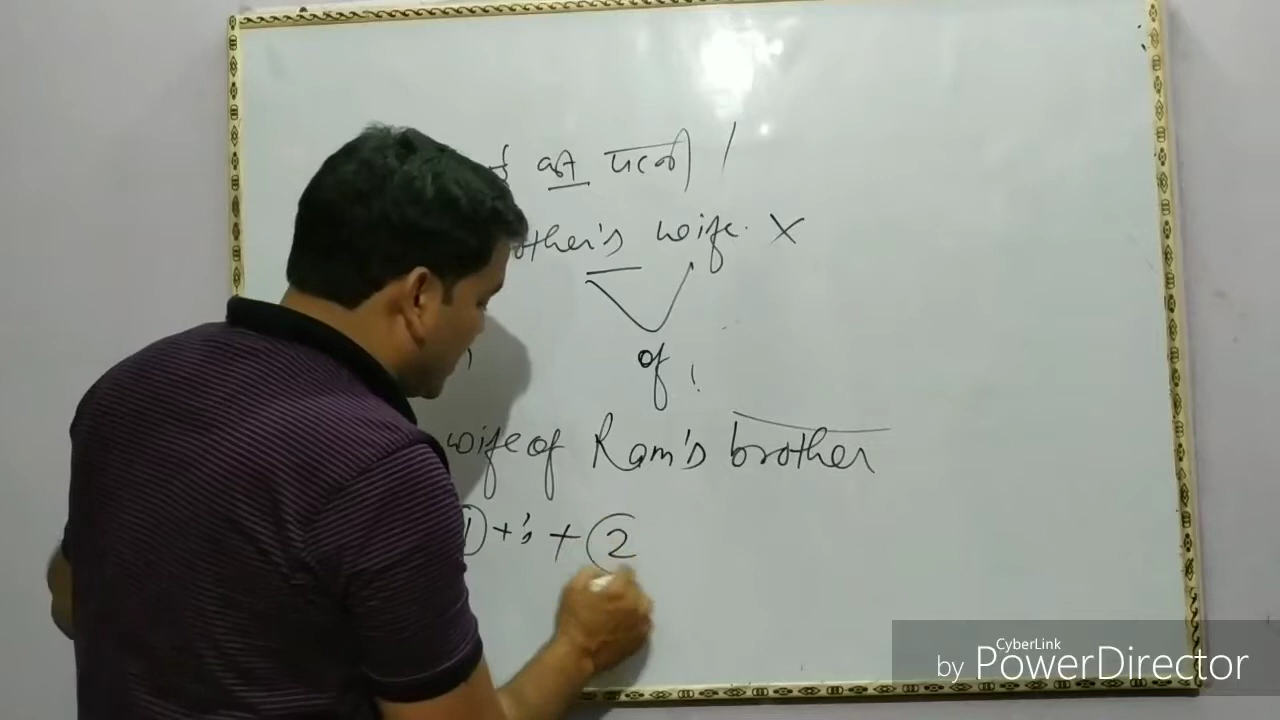 की पत्नी /
other's wife. X
of !
wife of Ram's brother
1) +'s + (2
CyberLink
by PowerDirector